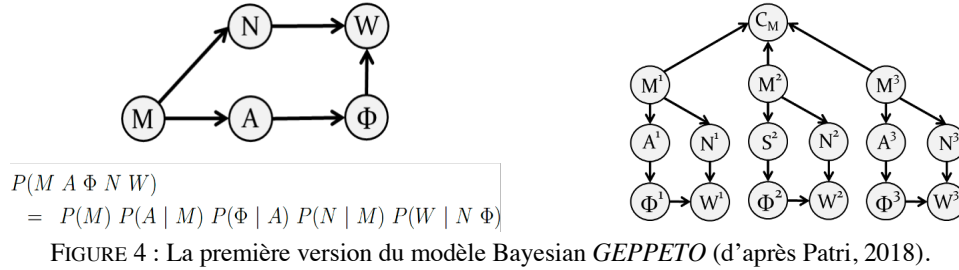 N W
M A Φ
P(M A Φ N W)
= P(M) P(A | M) P(Φ | A) P(N | M) P(W | N Φ)
C_M
M¹ M² M³
A¹ N¹ S² N² A³ N³
Φ¹ W¹ Φ² W² Φ³ W³
FIGURE 4 : La première version du modèle Bayesian GEPPETO (d’après Patri, 2018).